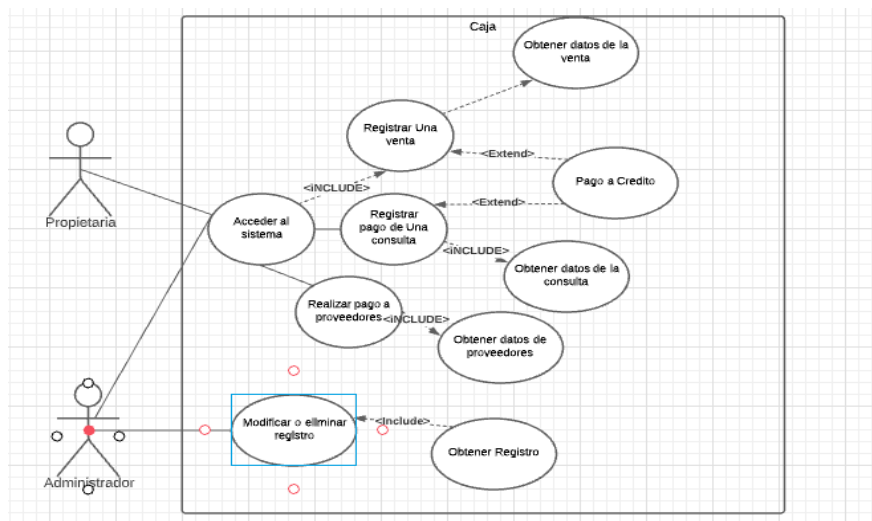 Caja
Obtener datos de la
venta
Registrar Una
venta
<Extend>
Pago a Credito
<iNCLUDE>
<Extend>
Propietaria
Acceder al
sistema
Registrar
pago de Una
consulta
<iNCLUDE>
Obtener datos de la
consulta
Realizar pago a
proveedores
<iNCLUDE>
Obtener datos de
proveedores
Modificar o eliminar
registro
<Include>
Obtener Registro
Administrador